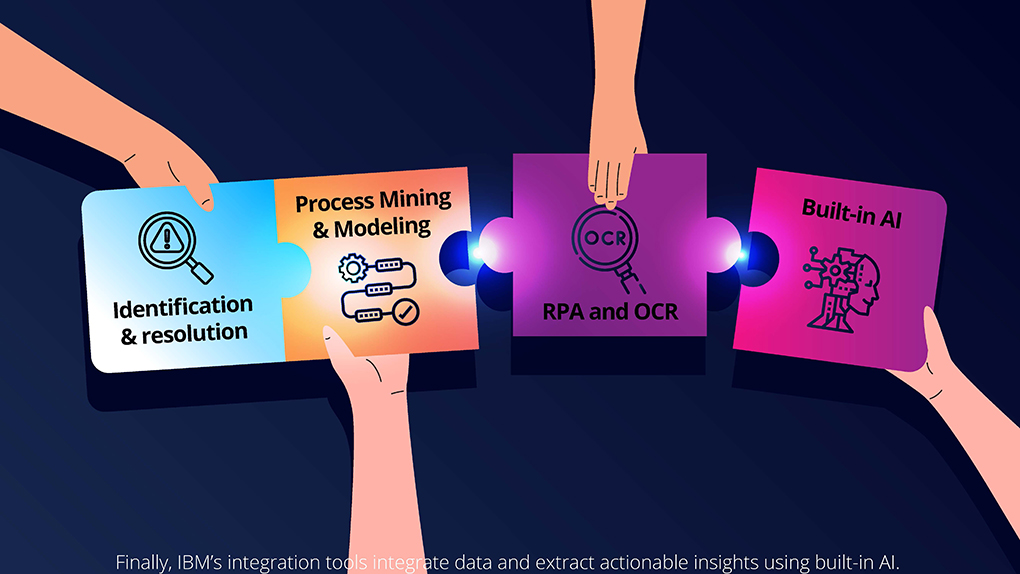 Identification
& resolution
Process Mining
& Modeling
OCR
RPA and OCR
Built-in AI
Finally, IBM’s integration tools integrate data and extract actionable insights using built-in AI.